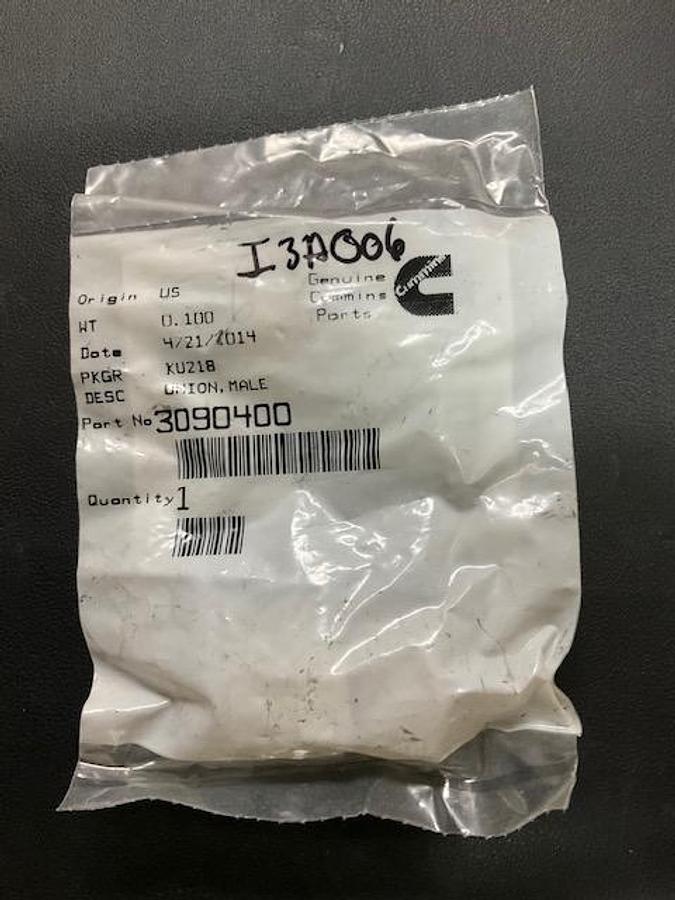 I3A006
Genuine
Cummins
Parts
Cummins
Origin US
WT 0.100
Date 4/21/2014
PKGR KU218
DESC UNION, MALE
Part No 3090400
Quantity 1